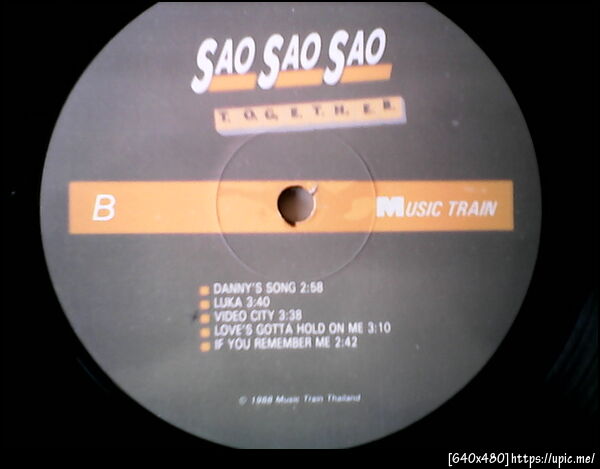 SAO SAO SAO
T.O.G.E.T.H.E.R.
B
MUSIC TRAIN
DANNY'S SONG 2:58
LUKA 3:40
VIDEO CITY 3:38
LOVE'S GOTTA HOLD ON ME 3:10
IF YOU REMEMBER ME 2:42
© 1988 Music Train Thailand
[640x480]https://upic.me/